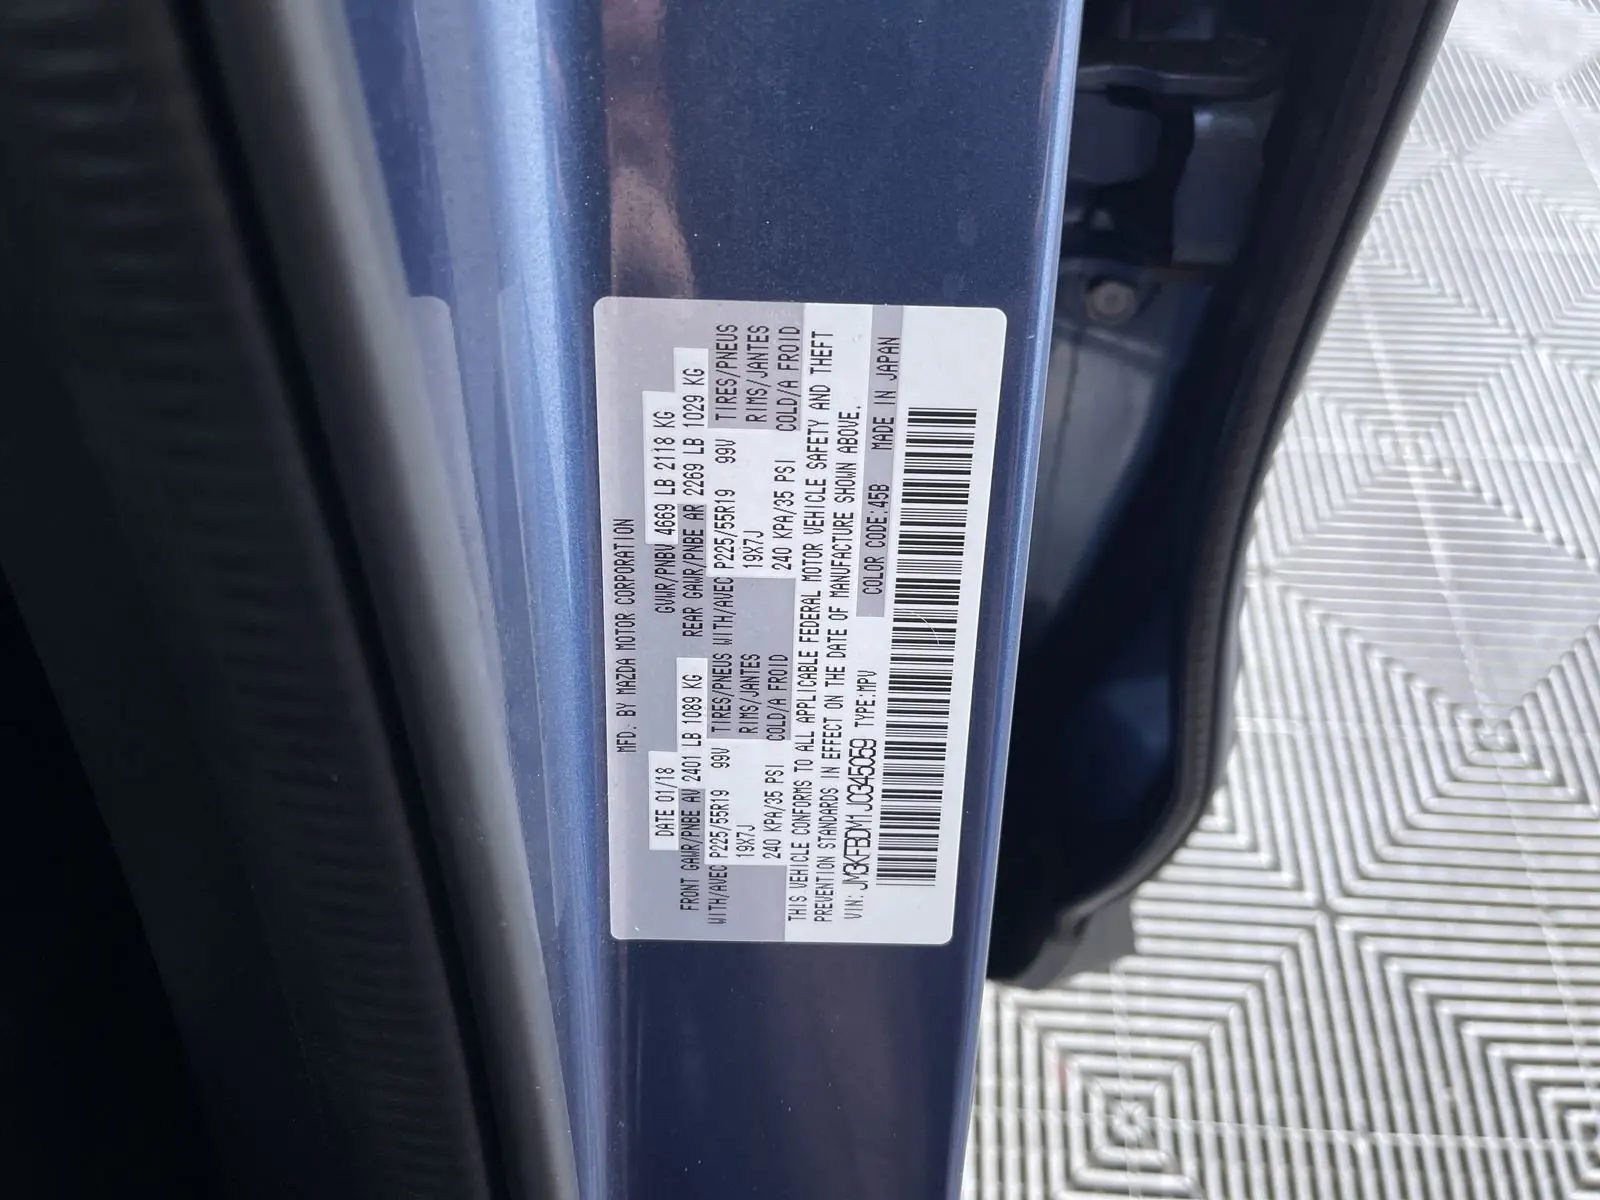 MFD. BY MAZDA MOTOR CORPORATION
DATE 01/18 GVWR/PNBV 4669 LB 2118 KG
FRONT GAWR/PNBE AV 2401 LB 1089 KG REAR GAWR/PNBE AR 2269 LB 1029 KG
WITH/AVEC P225/55R19 99V TIRES/PNEUS WITH/AVEC P225/55R19 99V TIRES/PNEUS
19X7J RIMS/JANTES 19X7J RIMS/JANTES
240 KPA/35 PSI COLD/A FROID 240 KPA/35 PSI COLD/A FROID
THIS VEHICLE CONFORMS TO ALL APPLICABLE FEDERAL MOTOR VEHICLE SAFETY AND THEFT
PREVENTION STANDARDS IN EFFECT ON THE DATE OF MANUFACTURE SHOWN ABOVE.
VIN: JM3KFBDM1J0345059 TYPE:MPV COLOR CODE:45B MADE IN JAPAN